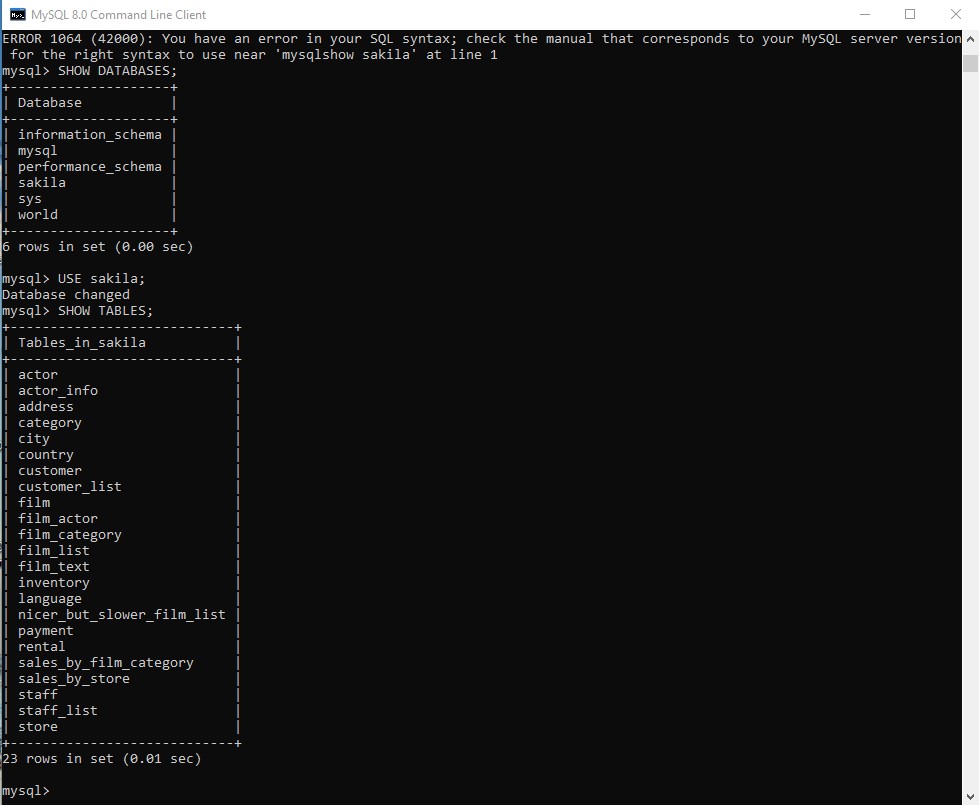 MySQL 8.0 Command Line Client
ERROR 1064 (42000): You have an error in your SQL syntax; check the manual that corresponds to your MySQL server version
 for the right syntax to use near 'mysqlshow sakila' at line 1
mysql> SHOW DATABASES;
+--------------------+
| Database           |
+--------------------+
| information_schema |
| mysql              |
| performance_schema |
| sakila             |
| sys                |
| world              |
+--------------------+
6 rows in set (0.00 sec)

mysql> USE sakila;
Database changed
mysql> SHOW TABLES;
+----------------------------+
| Tables_in_sakila           |
+----------------------------+
| actor                      |
| actor_info                 |
| address                    |
| category                   |
| city                       |
| country                    |
| customer                   |
| customer_list              |
| film                       |
| film_actor                 |
| film_category              |
| film_list                  |
| film_text                  |
| inventory                  |
| language                   |
| nicer_but_slower_film_list |
| payment                    |
| rental                     |
| sales_by_film_category     |
| sales_by_store             |
| staff                      |
| staff_list                 |
| store                      |
+----------------------------+
23 rows in set (0.01 sec)

mysql>